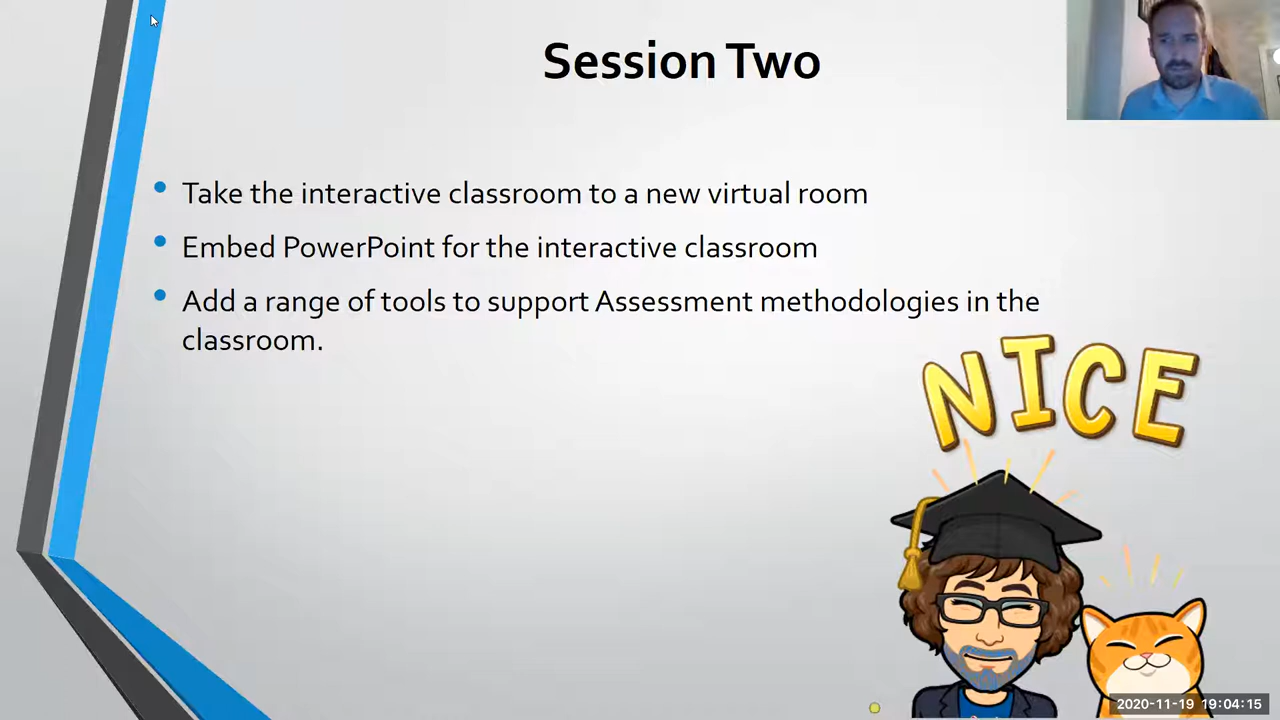 Session Two
Take the interactive classroom to a new virtual room
Embed PowerPoint for the interactive classroom
Add a range of tools to support Assessment methodologies in the
classroom.
NICE
2020-11-19 19:04:15